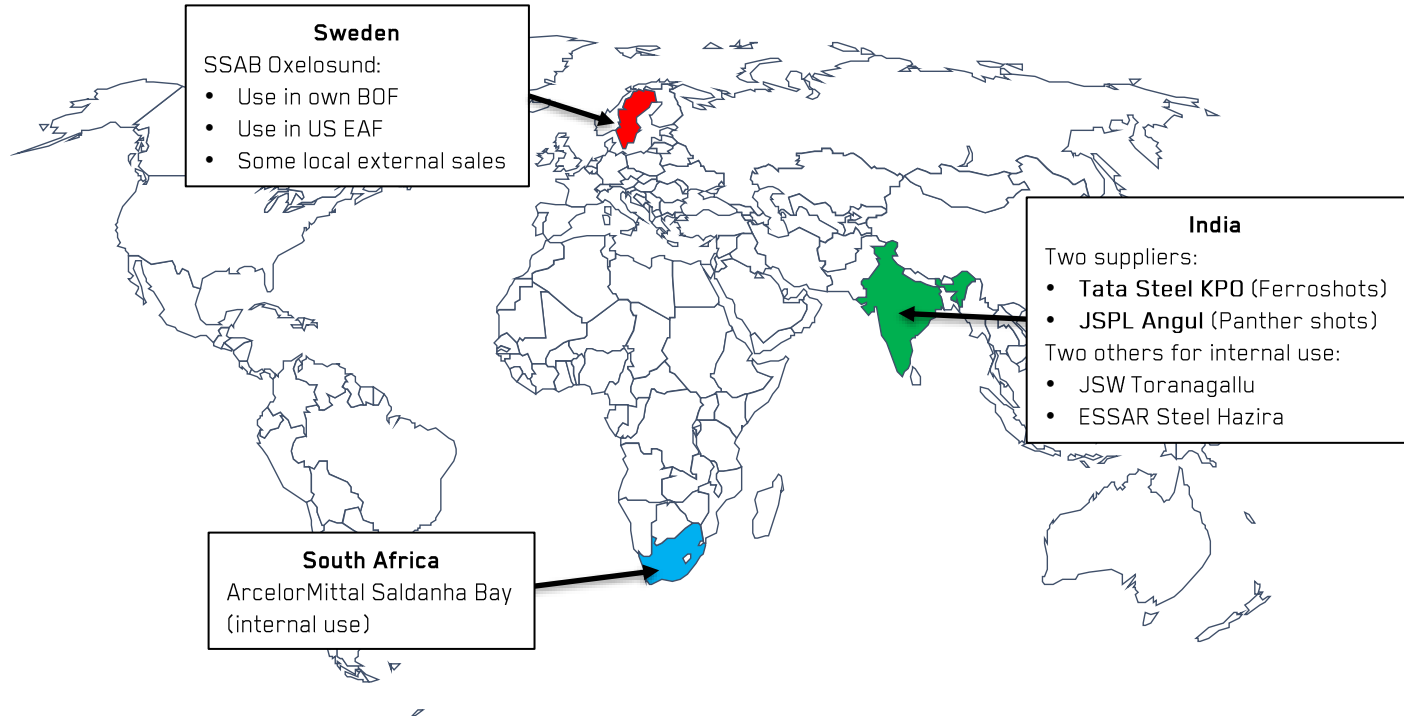 Sweden
SSAB Oxelosund:
• Use in own BOF
• Use in US EAF
• Some local external sales
India
Two suppliers:
• Tata Steel KPO (Ferroshots)
• JSPL Angul (Panther shots)
Two others for internal use:
• JSW Toranagallu
• ESSAR Steel Hazira
South Africa
ArcelorMittal Saldanha Bay
(internal use)